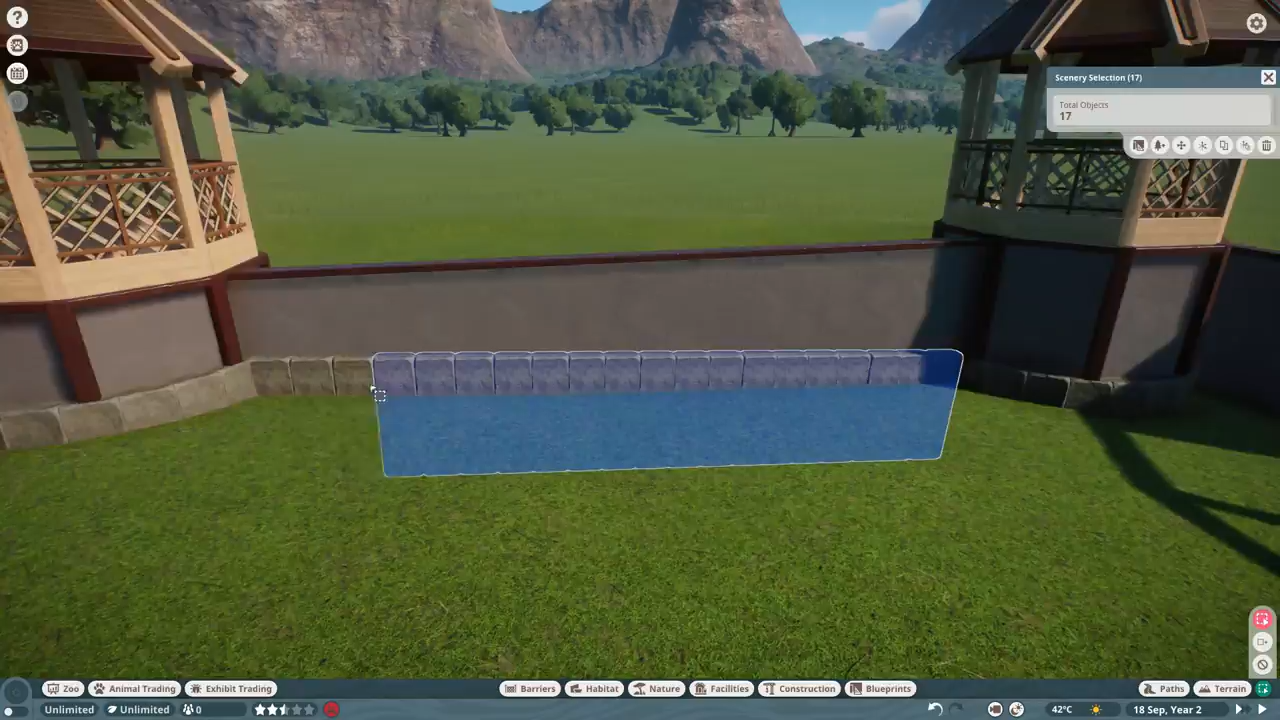 ?
Scenery Selection (17)
Total Objects
17
Zoo
Animal Trading
Exhibit Trading
Barriers
Habitat
Nature
Facilities
Construction
Blueprints
Paths
Terrain
Unlimited
Unlimited
0
42°C
18 Sep, Year 2